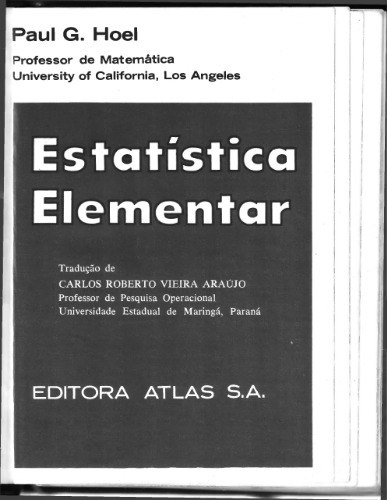 Paul G. Hoel
Professor de Matemática
University of California, Los Angeles
Estatística
Elementar
Tradução de
CARLOS ROBERTO VIEIRA ARAÚJO
Professor de Pesquisa Operacional
Universidade Estadual de Maringá, Paraná
EDITORA ATLAS S.A.